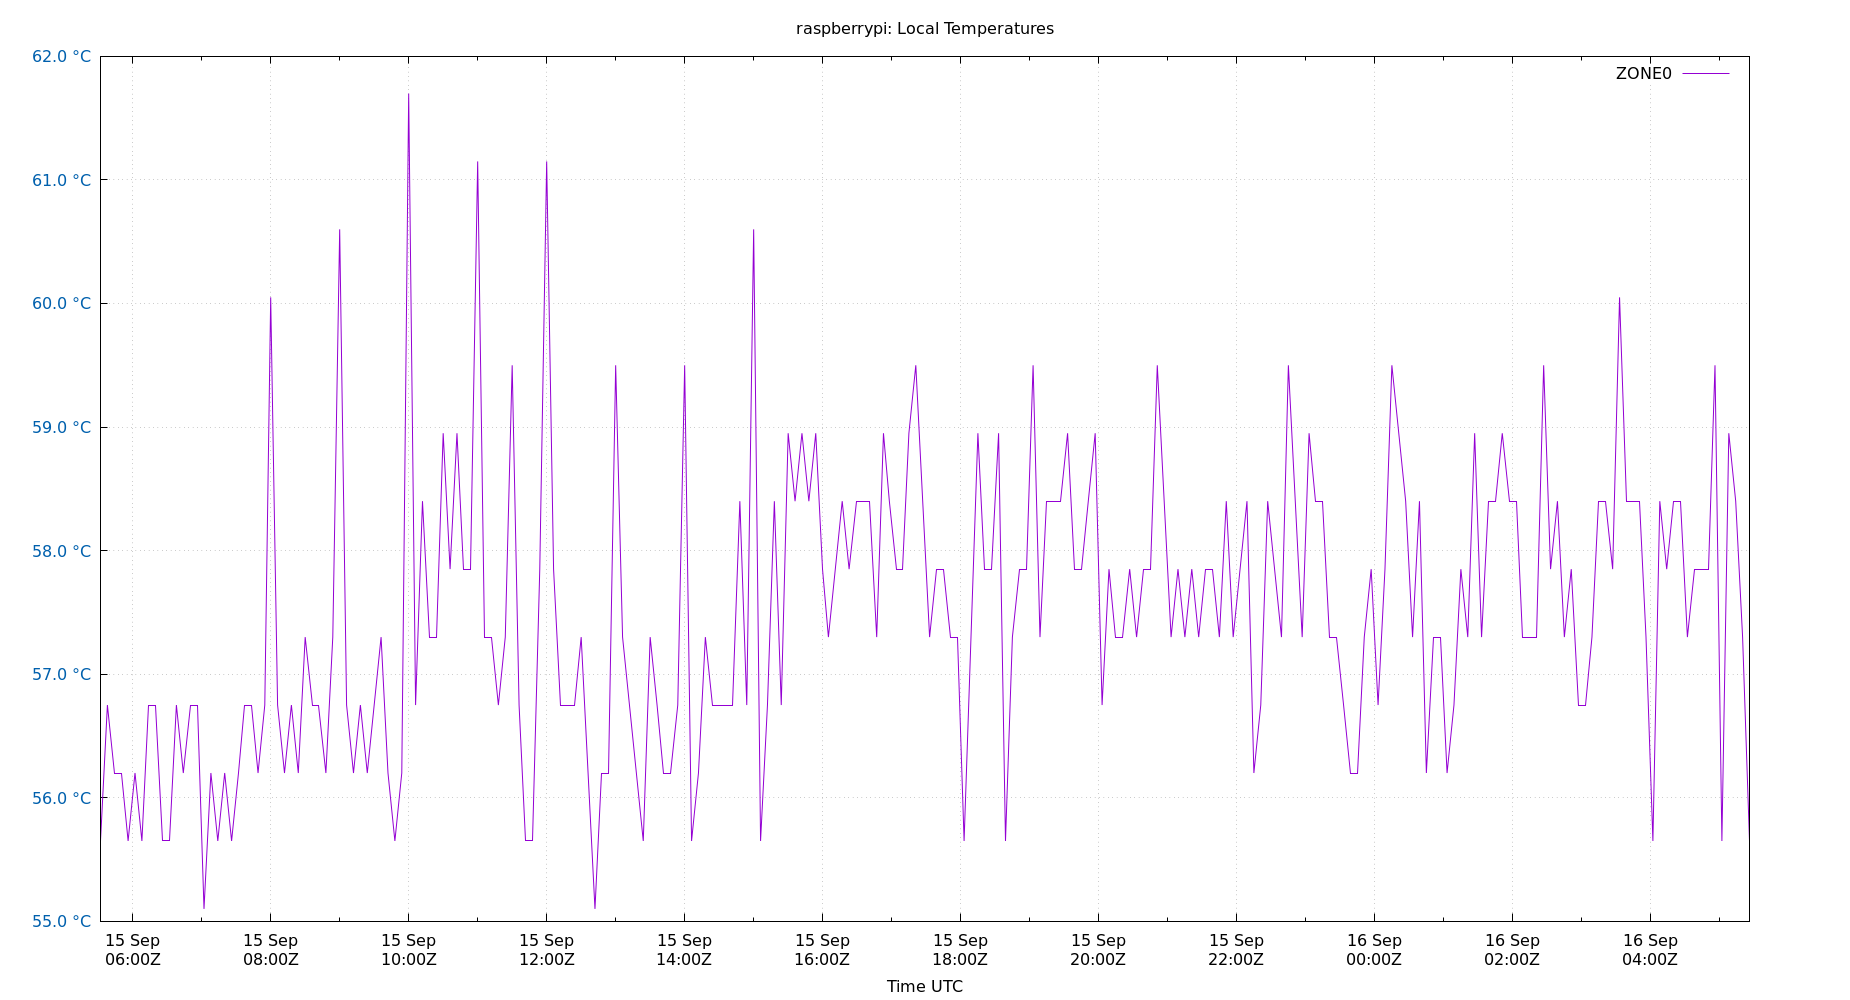 raspberrypi: Local Temperatures
62.0 °C
ZONE0
61.0 °C
60.0 °C
59.0 °C
58.0 °C
57.0 °C
56.0 °C
55.0 °C
15 Sep 15 Sep 15 Sep 15 Sep 15 Sep 15 Sep 15 Sep 15 Sep 15 Sep 16 Sep 16 Sep 16 Sep
06:00Z 08:00Z 10:00Z 12:00Z 14:00Z 16:00Z 18:00Z 20:00Z 22:00Z 00:00Z 02:00Z 04:00Z
Time UTC